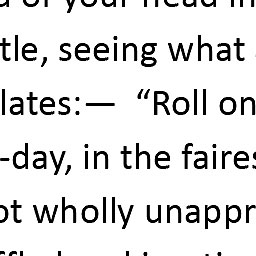 d of your head in
tle, seeing what
lates:— “Roll on
-day, in the faires
ot wholly unappr